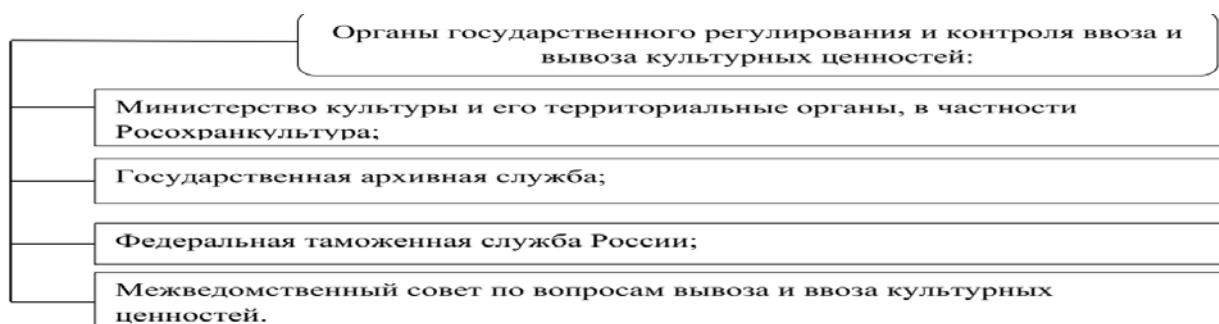 Органы государственного регулирования и контроля ввоза и
вывоза культурных ценностей:
Министерство культуры и его территориальные органы, в частности
Росохранкультура;
Государственная архивная служба;
Федеральная таможенная служба России;
Межведомственный совет по вопросам вывоза и ввоза культурных
ценностей.